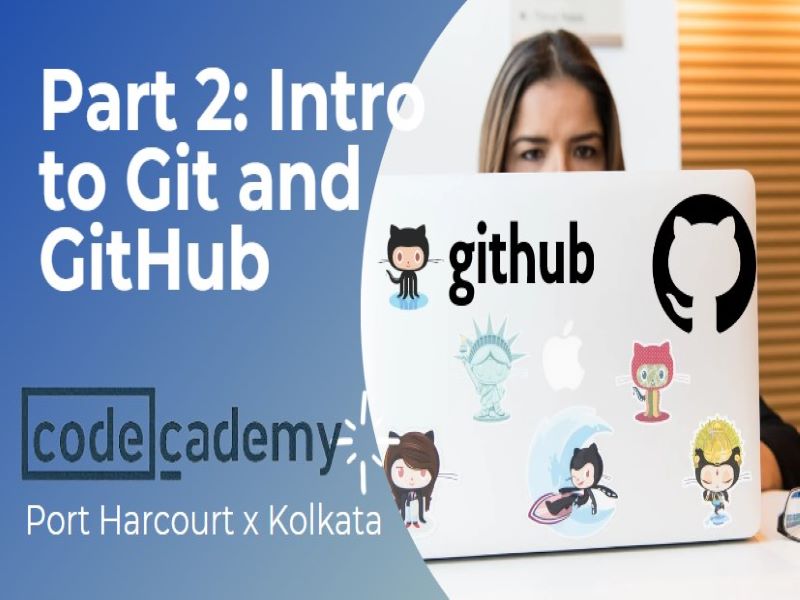 Part 2: Intro
to Git and
GitHub
github
codecademy
Port Harcourt x Kolkata